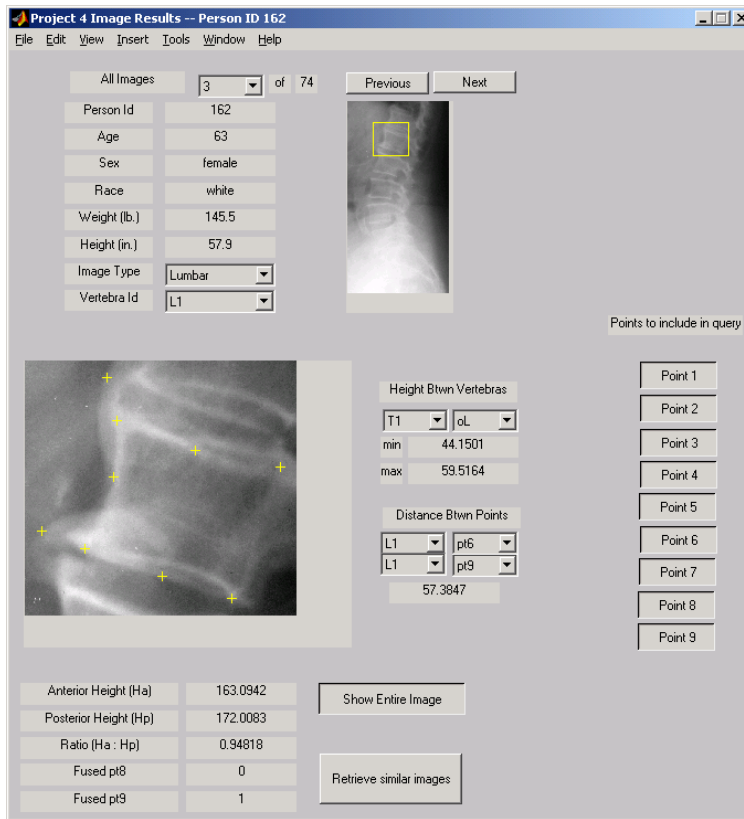 Project 4 Image Results -- Person ID 162
File Edit View Insert Tools Window Help
All Images 3 of 74 Previous Next
Person Id 162
Age 63
Sex female
Race white
Weight (lb.) 145.5
Height (in.) 57.9
Image Type Lumbar
Vertebra Id L1
Points to include in query
Height Btwn Vertebras
T1 oL
min 44.1501
max 59.5164
Distance Btwn Points
L1 pt6
L1 pt9
57.3847
Point 1
Point 2
Point 3
Point 4
Point 5
Point 6
Point 7
Point 8
Point 9
Anterior Height (Ha) 163.0942
Posterior Height (Hp) 172.0083
Ratio (Ha : Hp) 0.94818
Fused pt8 0
Fused pt9 1
Show Entire Image
Retrieve similar images